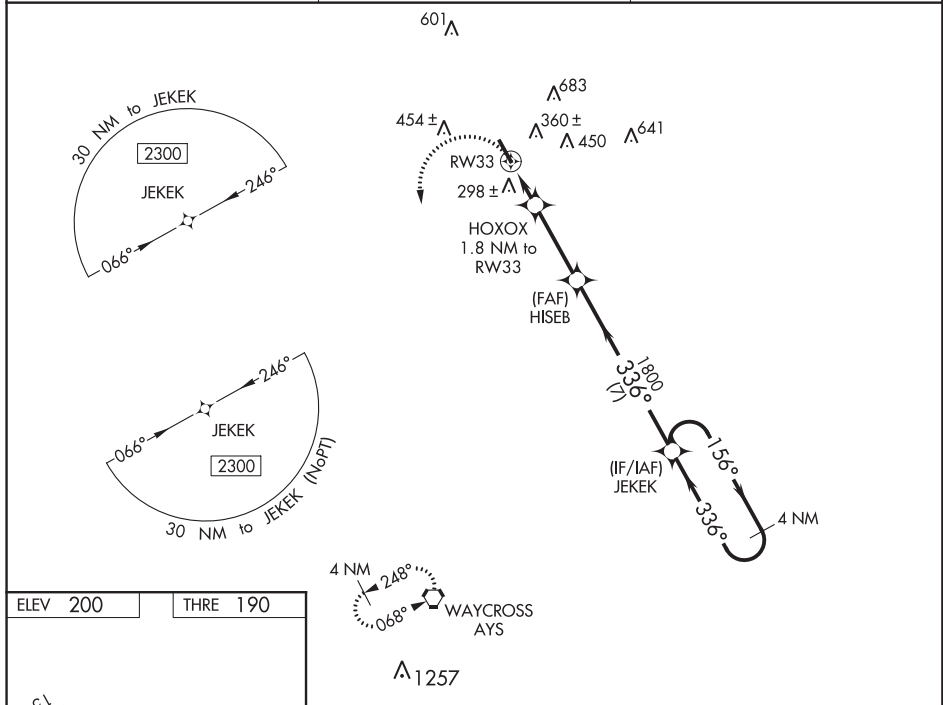 601
683
454 ±
360 ±
450
641
RW33
298 ±
30 NM to JEKEK
2300
JEKEK
246°
066°
HOXOX
1.8 NM to
RW33
(FAF)
HISEB
1800
336°
(7)
246°
066°
JEKEK
2300
30 NM to JEKEK (NoPT)
(IF/IAF)
JEKEK
156°
336°
4 NM
4 NM
248°
068°
WAYCROSS
AYS
1257
ELEV 200
THRE 190